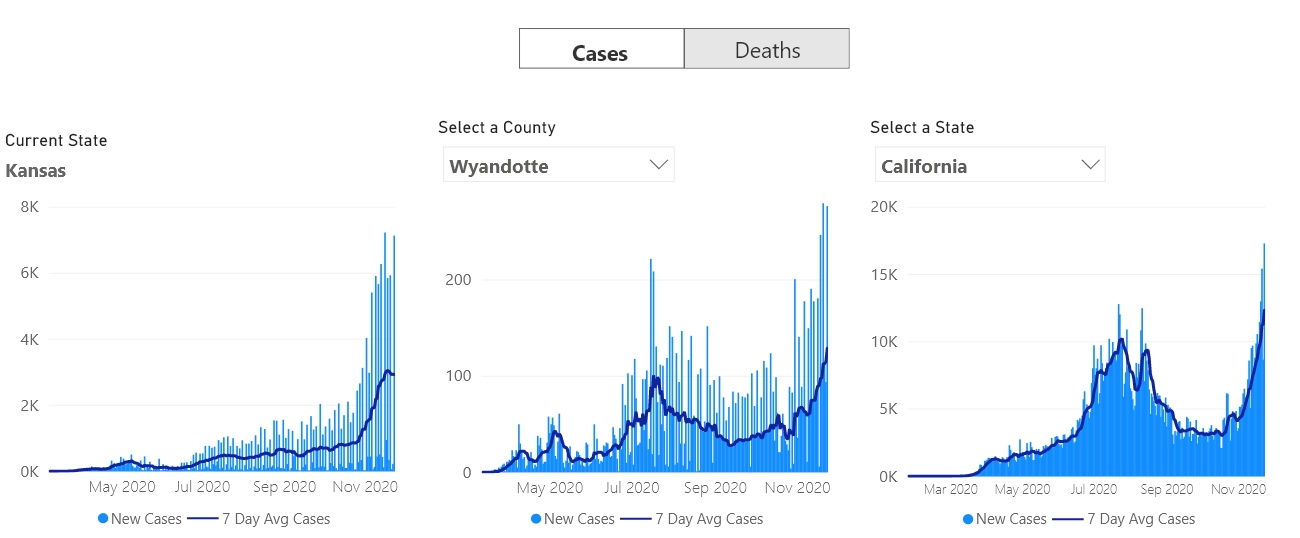 Cases Deaths
Current State
Kansas
8K
6K
4K
2K
0K
May 2020 Jul 2020 Sep 2020 Nov 2020
New Cases 7 Day Avg Cases
Select a County
Wyandotte
200
100
0
May 2020 Jul 2020 Sep 2020 Nov 2020
New Cases 7 Day Avg Cases
Select a State
California
20K
15K
10K
5K
0K
Mar 2020 May 2020 Jul 2020 Sep 2020 Nov 2020
New Cases 7 Day Avg Cases